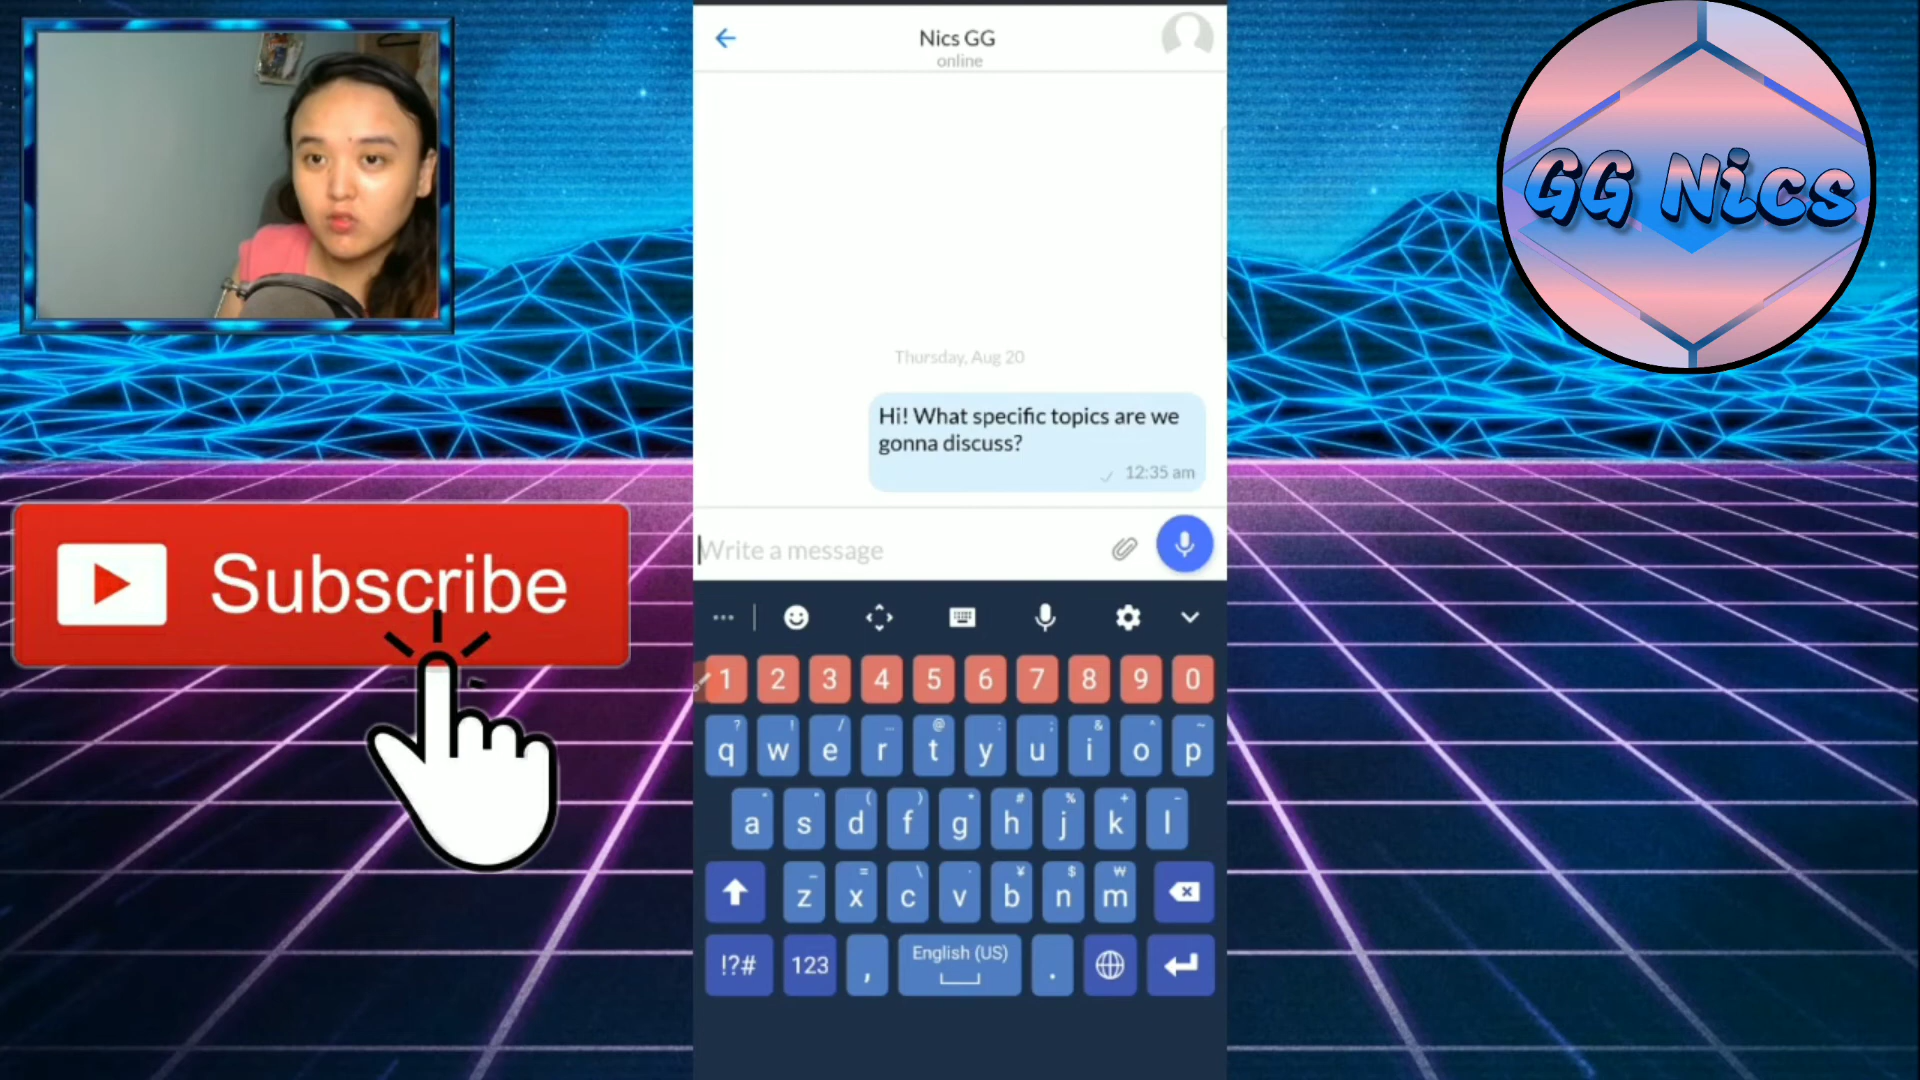 Nics GG
online
GG Nics
Thursday, Aug 20
Hi! What specific topics are we
gonna discuss?
12:35 am
Write a message
Subscribe
1 2 3 4 5 6 7 8 9 0
q w e r t y u i o p
a s d f g h j k l
z x c v b n m
!?# 123 , English (US) .